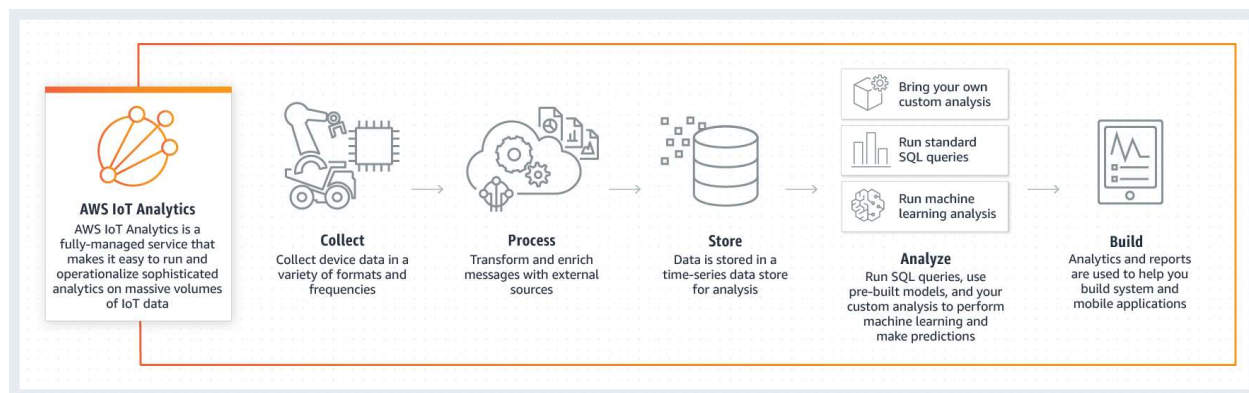 AWS IoT Analytics
AWS IoT Analytics is a
fully-managed service that
makes it easy to run and
operationalize sophisticated
analytics on massive volumes
of IoT data
Collect
Collect device data in a
variety of formats and
frequencies
Process
Transform and enrich
messages with external
sources
Store
Data is stored in a
time-series data store
for analysis
Bring your own
custom analysis
Run standard
SQL queries
Run machine
learning analysis
Analyze
Run SQL queries, use
pre-built models, and your
custom analysis to perform
machine learning and
make predictions
Build
Analytics and reports
are used to help you
build system and
mobile applications